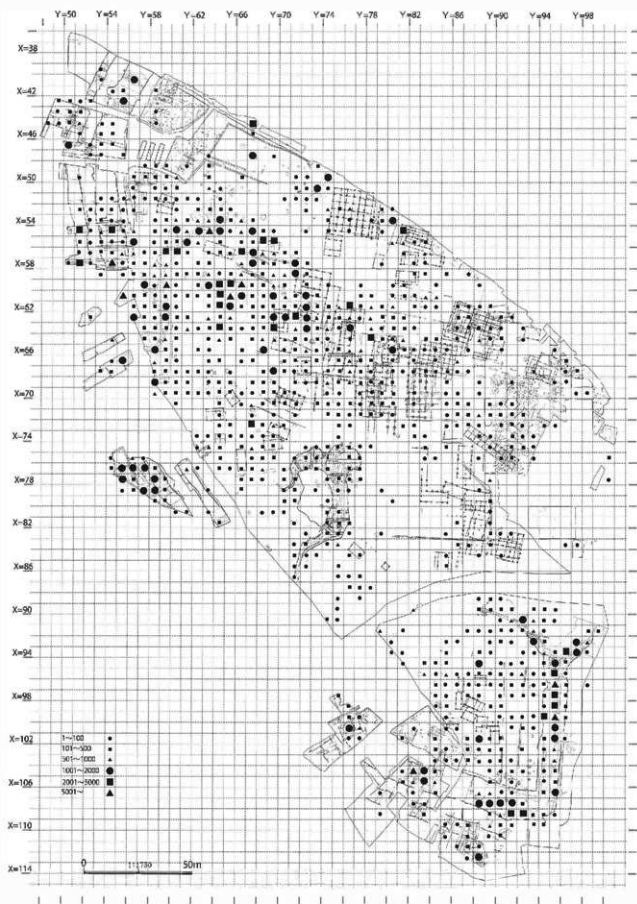 Y=50 Y=54 Y=58 Y=62 Y=66 Y=70 Y=74 Y=78 Y=82 Y=86 Y=90 Y=94 Y=98
X=38
X=42
X=46
X=50
X=54
X=58
X=62
X=66
X=70
X=74
X=78
X=82
X=86
X=90
X=94
X=98
X=102
X=106
X=110
X=114
1～100
101～500
501～1000
1001～2000
2001～5000
5001～
0 50m